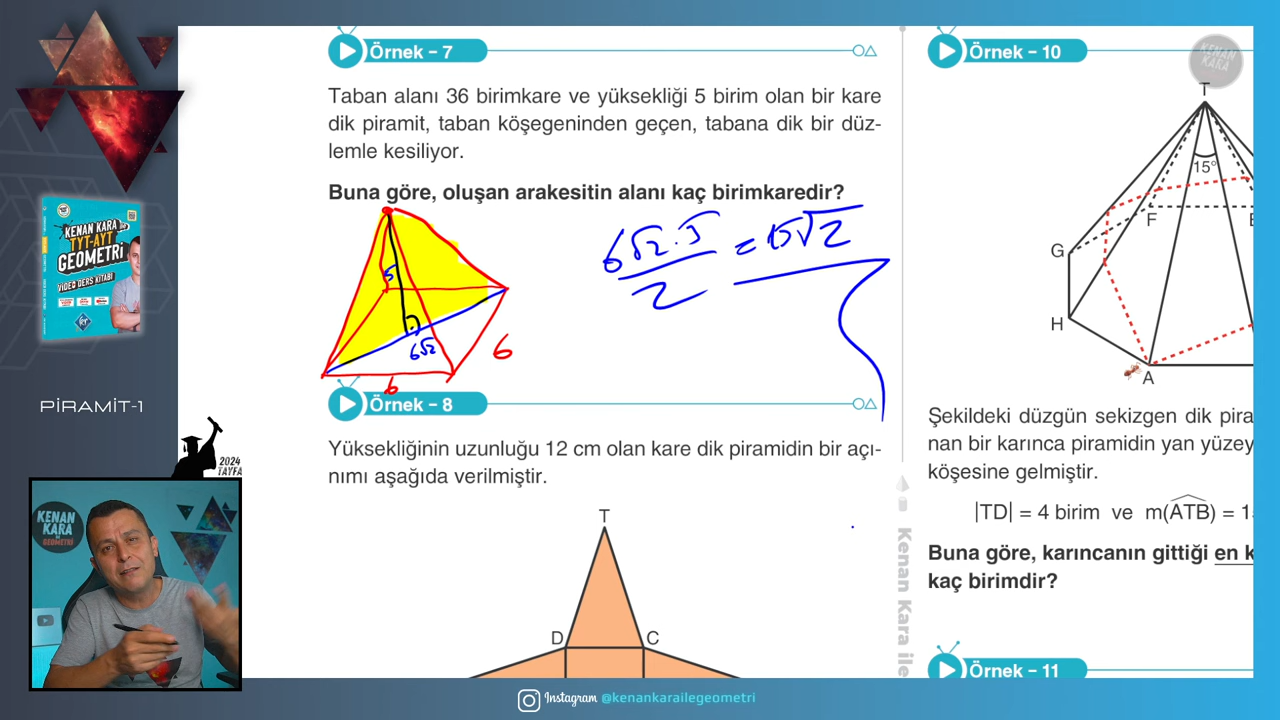 Örnek – 7
Taban alanı 36 birimkare ve yüksekliği 5 birim olan bir kare
dik piramit, taban köşegeninden geçen, tabana dik bir düz-
lemle kesiliyor.
Buna göre, oluşan arakesitin alanı kaç birimkaredir?
5
6√2
6
6
6√2.5
2
= 15√2
Örnek – 8
Yüksekliğinin uzunluğu 12 cm olan kare dik piramidin bir açı-
nımı aşağıda verilmiştir.
T
D
C
Kenan Kara ile
Örnek – 10
KENAN
KARA
T
15°
F
G
H
A
Şekildeki düzgün sekizgen dik pira
nan bir karınca piramidin yan yüzey
köşesine gelmiştir.
|TD| = 4 birim ve m(ATB) = 1
Buna göre, karıncanın gittiği en k
kaç birimdir?
Örnek – 11
KENAN KARA ile
TYT-AYT
GEOMETRİ
VİDEO DERS KİTABI
PİRAMİT-1
2024
TAYFA
KENAN
KARA
GEOMETRİ
Instagram @kenankarailegeometri